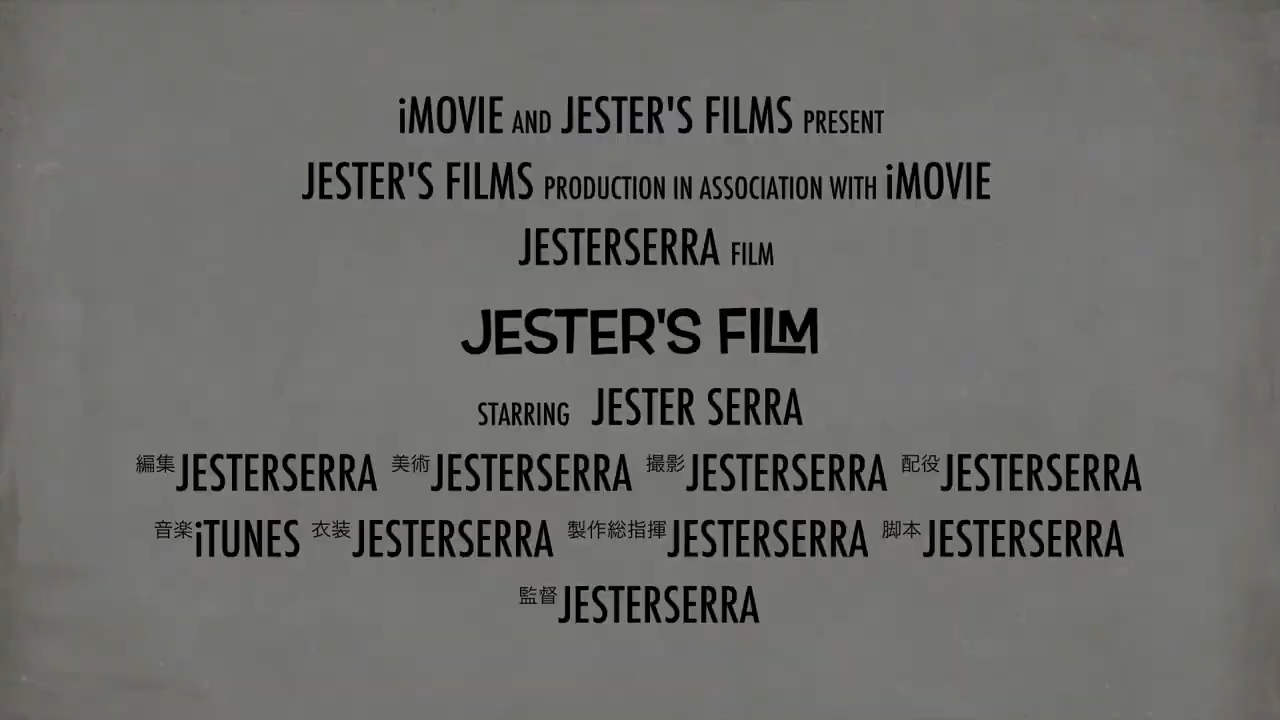 iMOVIE AND JESTER'S FILMS PRESENT
JESTER'S FILMS PRODUCTION IN ASSOCIATION WITH iMOVIE
JESTERSERRA FILM
JESTER'S FILM
STARRING JESTER SERRA
編集JESTERSERRA 美術JESTERSERRA 撮影JESTERSERRA 配役JESTERSERRA
音楽iTUNES 衣装JESTERSERRA 製作総指揮JESTERSERRA 脚本JESTERSERRA
監督JESTERSERRA